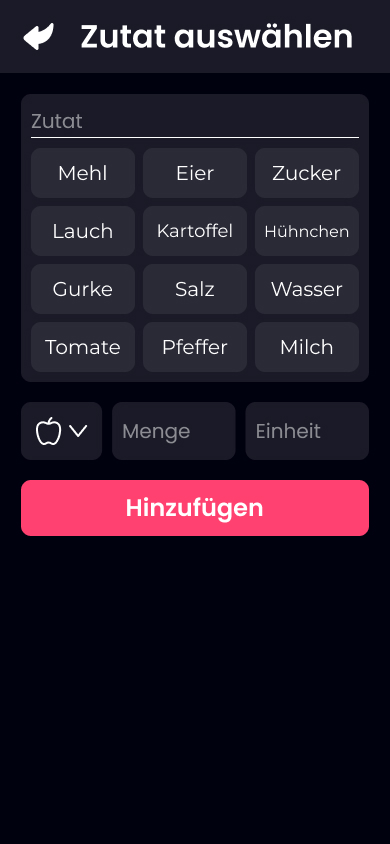 Zutat auswählen
Zutat
Mehl Eier Zucker
Lauch Kartoffel Hühnchen
Gurke Salz Wasser
Tomate Pfeffer Milch
Menge Einheit
Hinzufügen